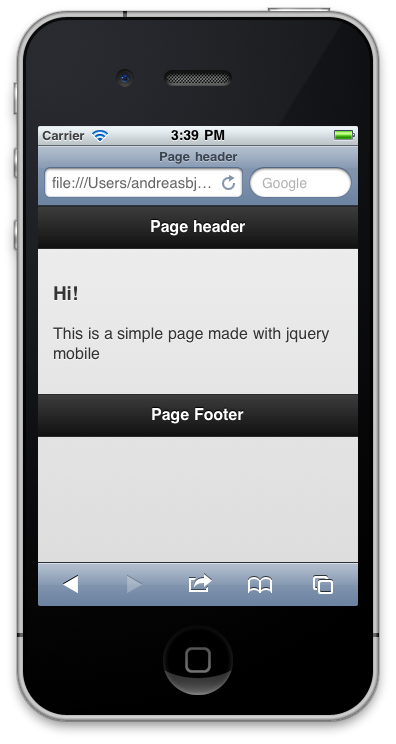 Carrier 3:39 PM
Page header
file:///Users/andreasbj... Google
Page header
Hi!
This is a simple page made with jquery
mobile
Page Footer